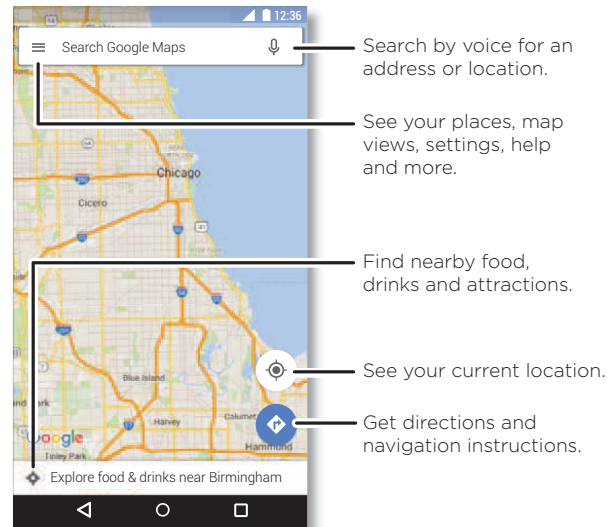 12:36
Search Google Maps
Search by voice for an
address or location.
See your places, map
views, settings, help
and more.
Chicago
Cicero
41
Find nearby food,
drinks and attractions.
See your current location.
Blue Island
Harvey
Calumet
Get directions and
navigation instructions.
Google
Hammond
Tinley Park
Explore food & drinks near Birmingham